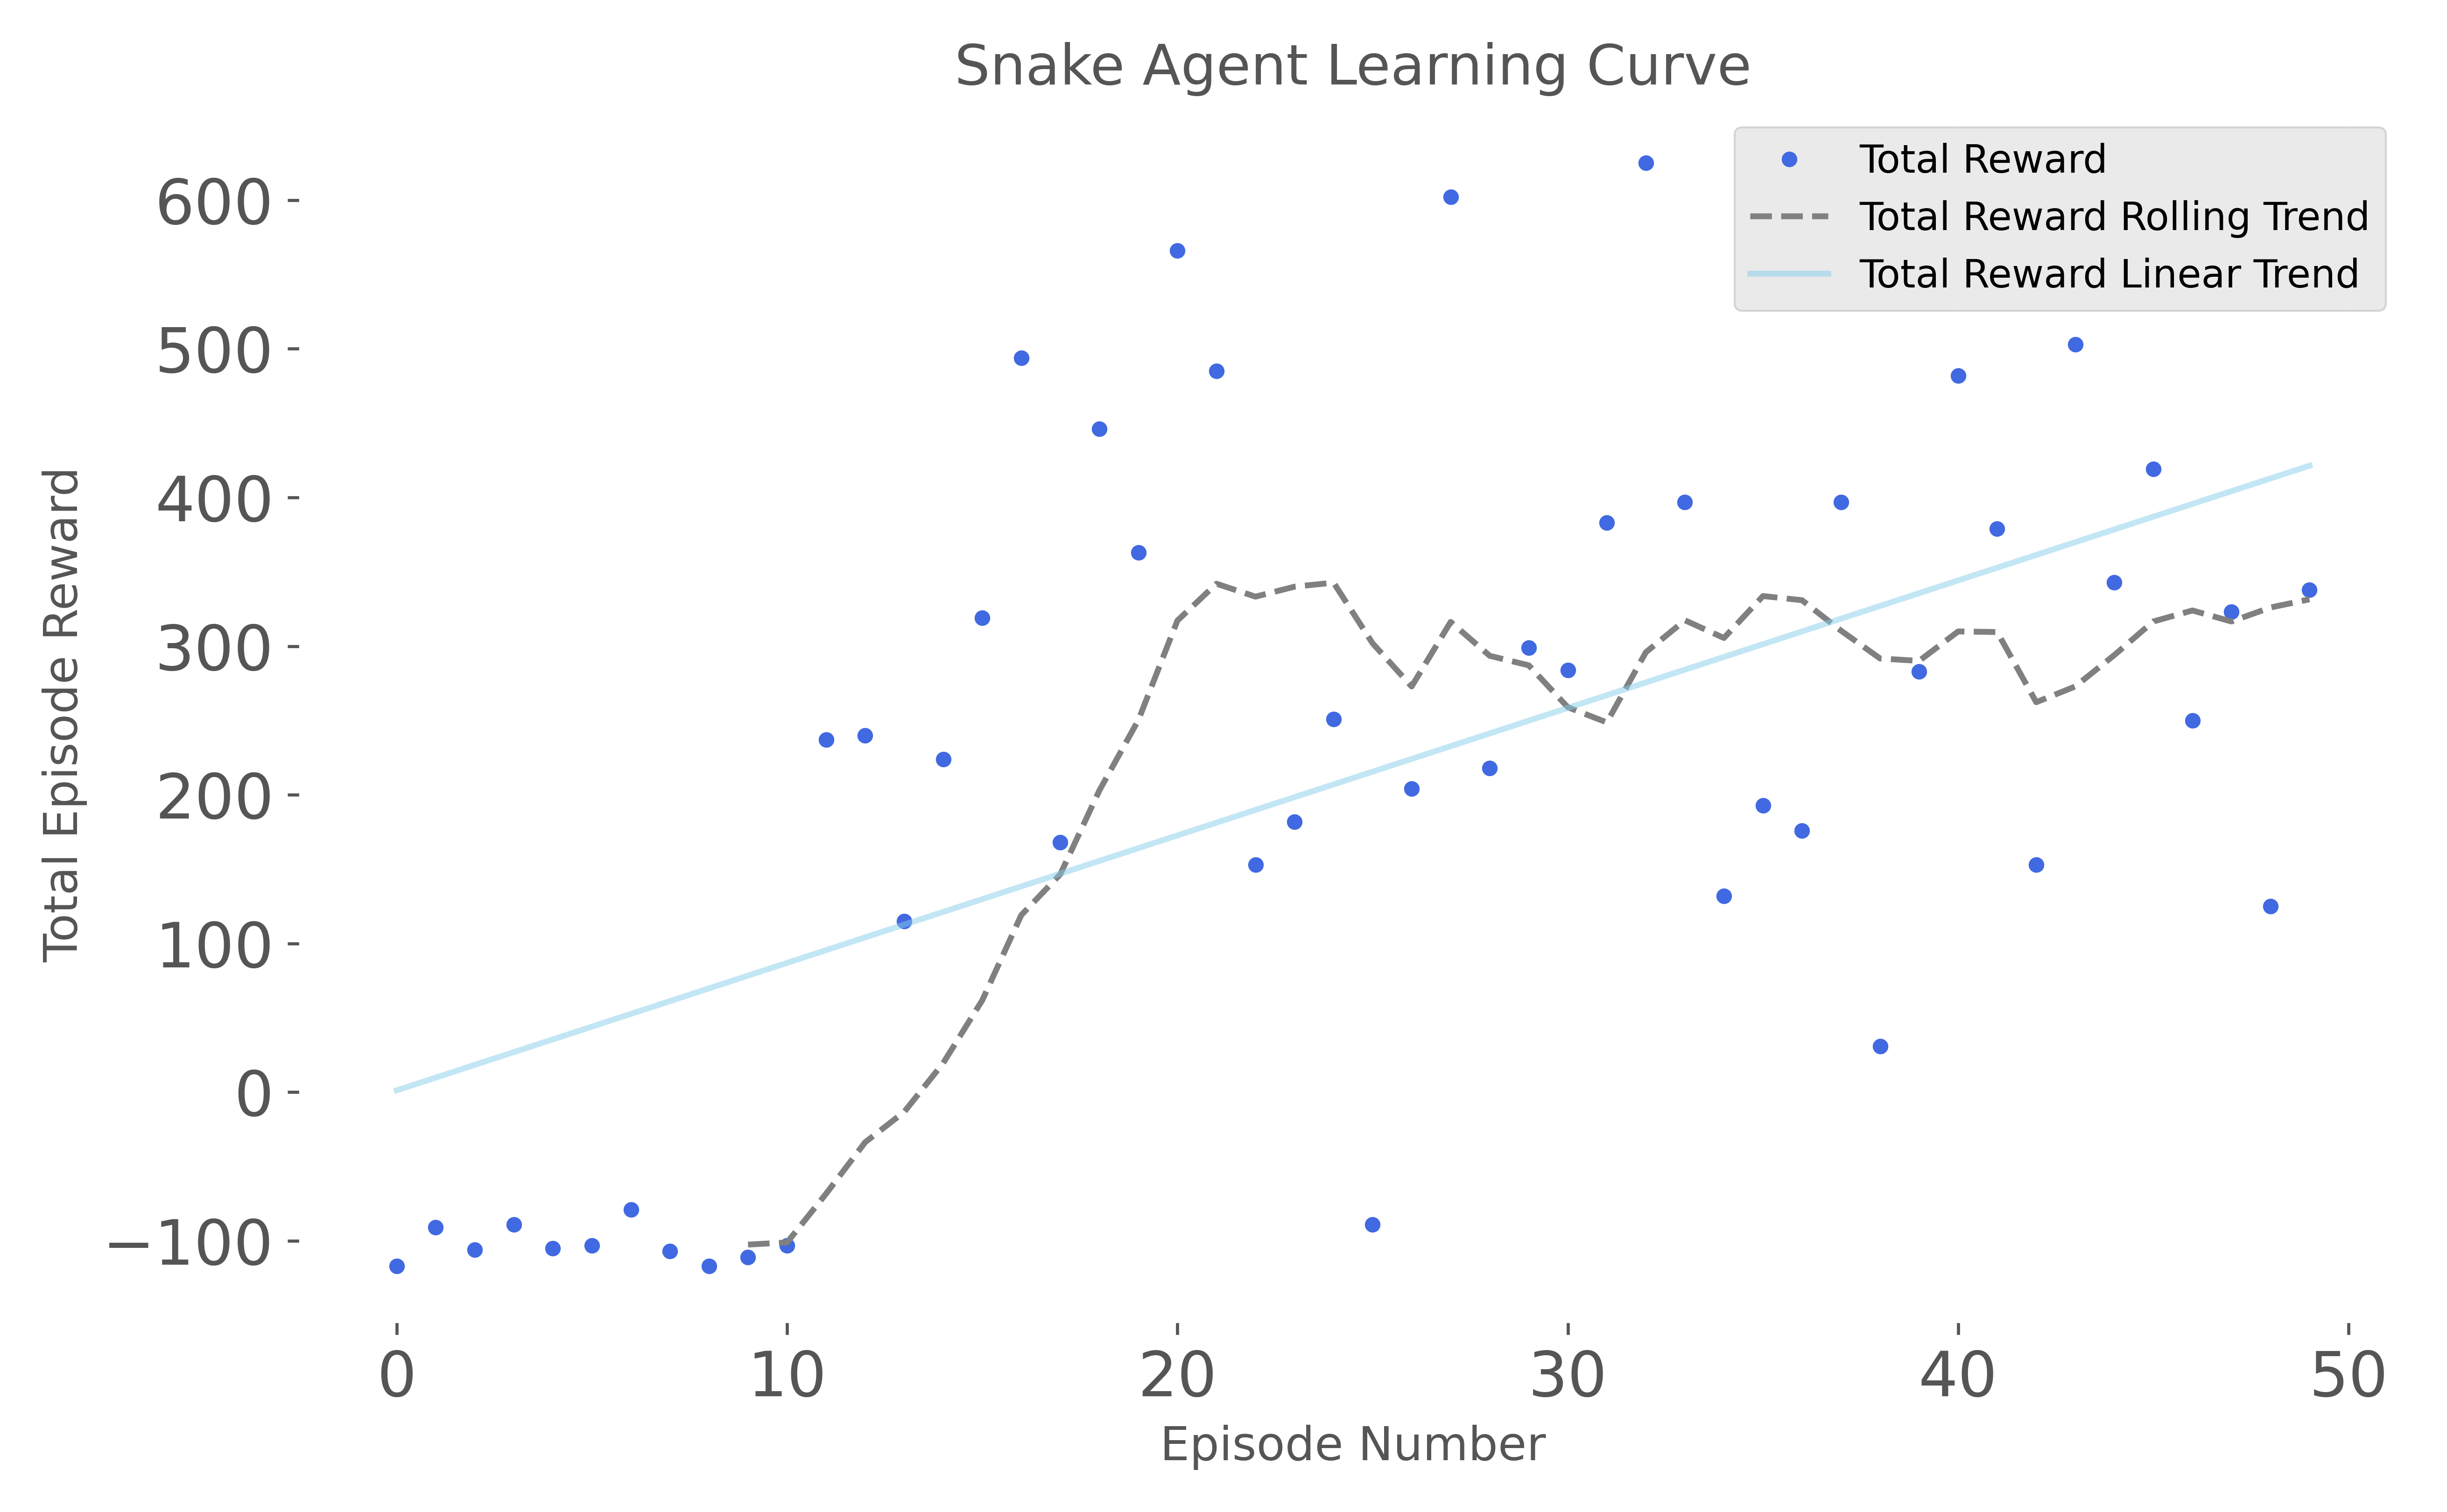 Snake Agent Learning Curve
Total Reward
Total Reward Rolling Trend
Total Reward Linear Trend
600
500
400
300
200
100
0
−100
Total Episode Reward
0 10 20 30 40 50
Episode Number